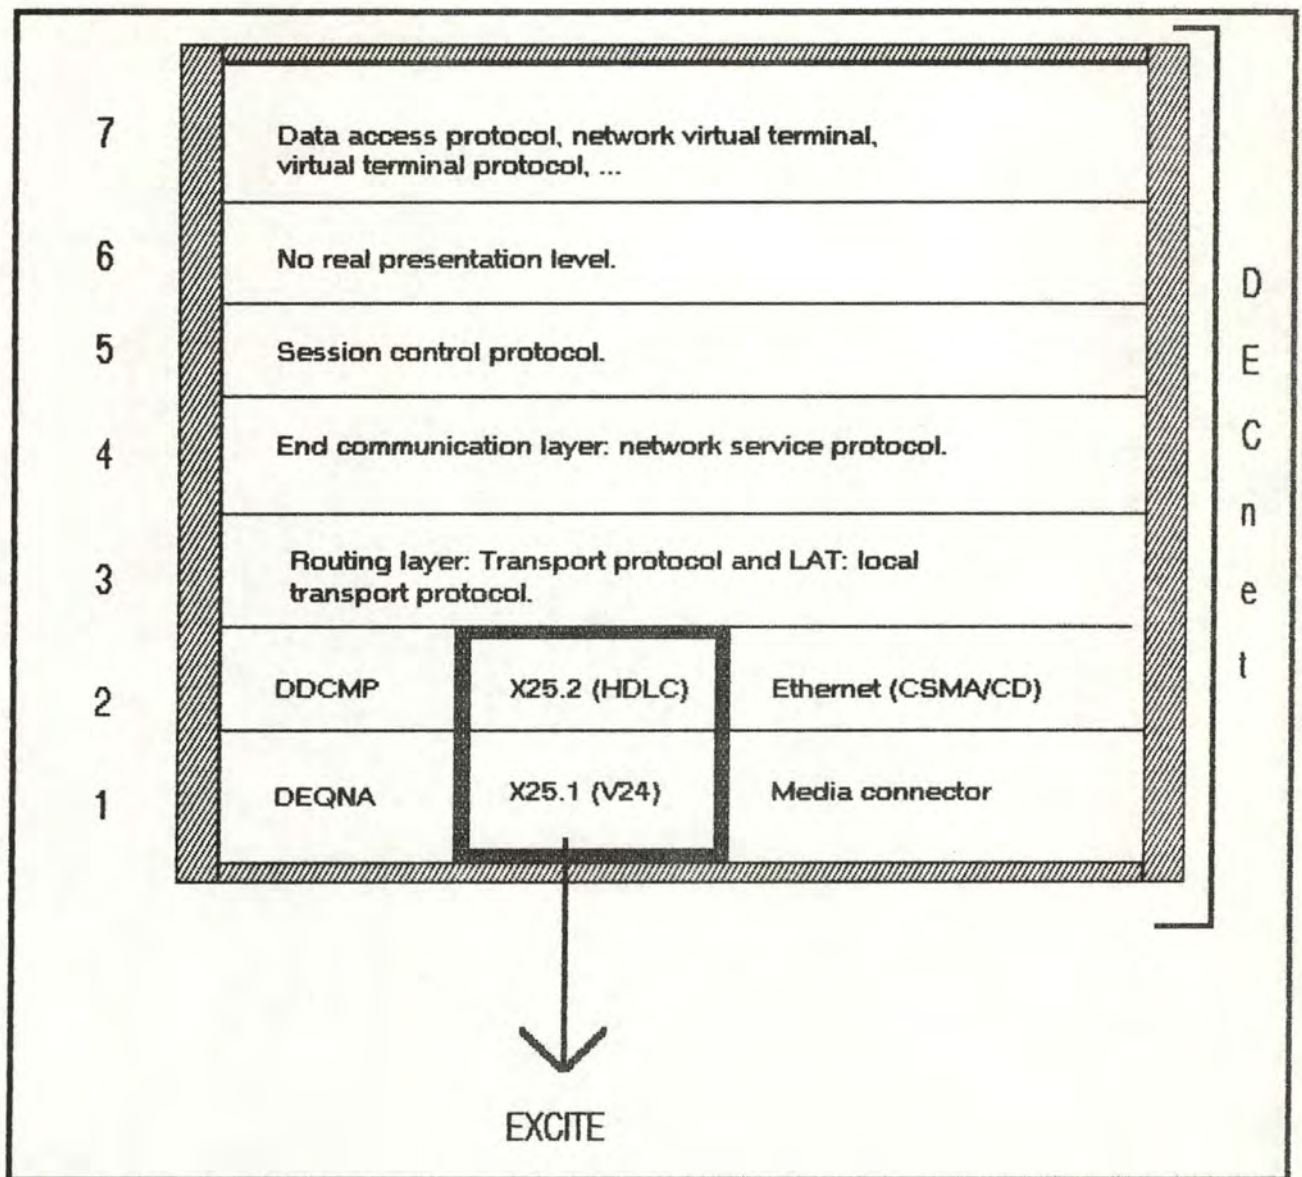 7
Data access protocol, network virtual terminal,
virtual terminal protocol, ...
6
No real presentation level.
5
Session control protocol.
4
End communication layer: network service protocol.
3
Routing layer: Transport protocol and LAT: local
transport protocol.
2
DDCMP
X25.2 (HDLC)
Ethernet (CSMA/CD)
1
DEQNA
X25.1 (V24)
Media connector
DECnet
EXCITE